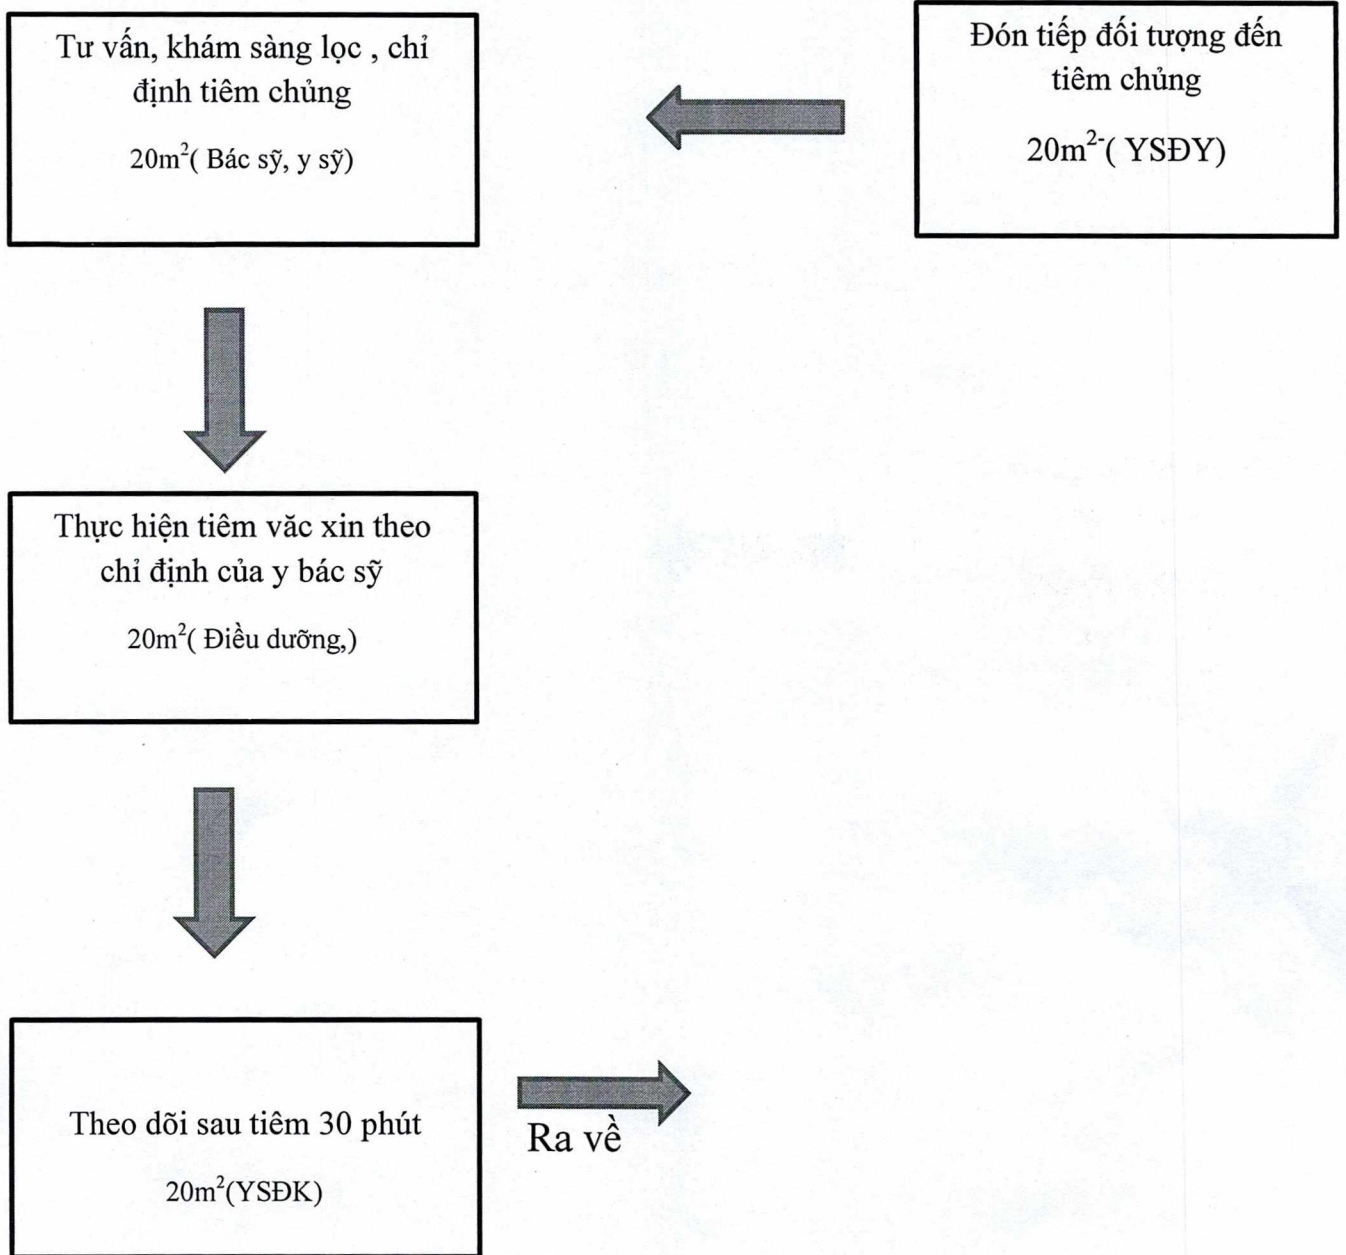 Tư vấn, khám sàng lọc , chỉ
định tiêm chủng
20m²( Bác sỹ, y sỹ)
Đón tiếp đối tượng đến
tiêm chủng
20m²⁻( YSĐY)
Thực hiện tiêm văc xin theo
chỉ định của y bác sỹ
20m²( Điều dưỡng,)
Theo dõi sau tiêm 30 phút
20m²(YSĐK)
Ra về